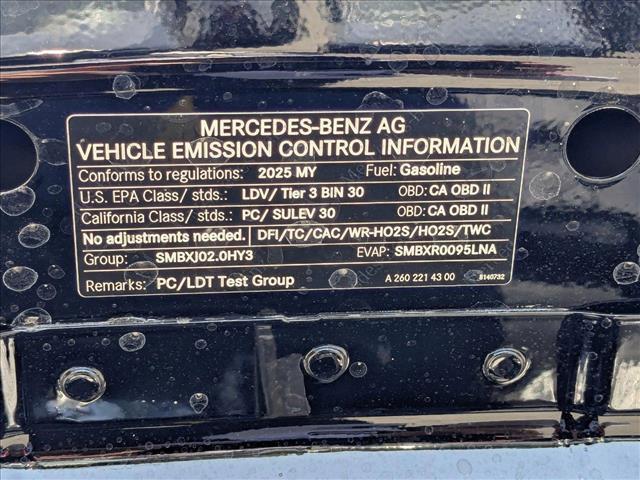 MERCEDES-BENZ AG
VEHICLE EMISSION CONTROL INFORMATION
Conforms to regulations: 2025 MY Fuel: Gasoline
U.S. EPA Class/ stds.: LDV/ Tier 3 BIN 30 OBD: CA OBD II
California Class/ stds.: PC/ SULEV 30 OBD: CA OBD II
No adjustments needed. DFI/TC/CAC/WR-HO2S/HO2S/TWC
Group: SMBXJ02.0HY3 EVAP: SMBXR0095LNA
Remarks: PC/LDT Test Group A 260 221 43 00 8140732